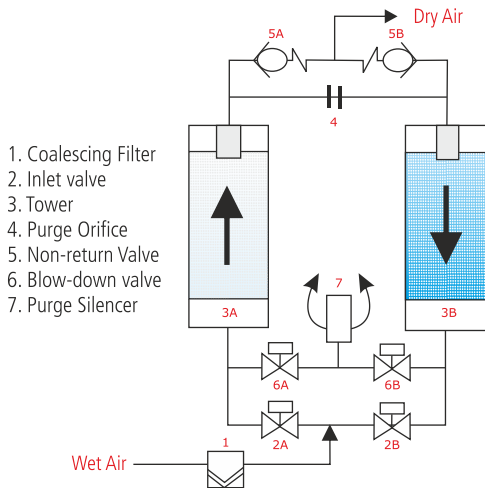 Dry Air
5A
5B
4
1. Coalescing Filter
2. Inlet valve
3. Tower
4. Purge Orifice
5. Non-return Valve
6. Blow-down valve
7. Purge Silencer
7
3A
3B
6A
6B
2A
2B
1
Wet Air